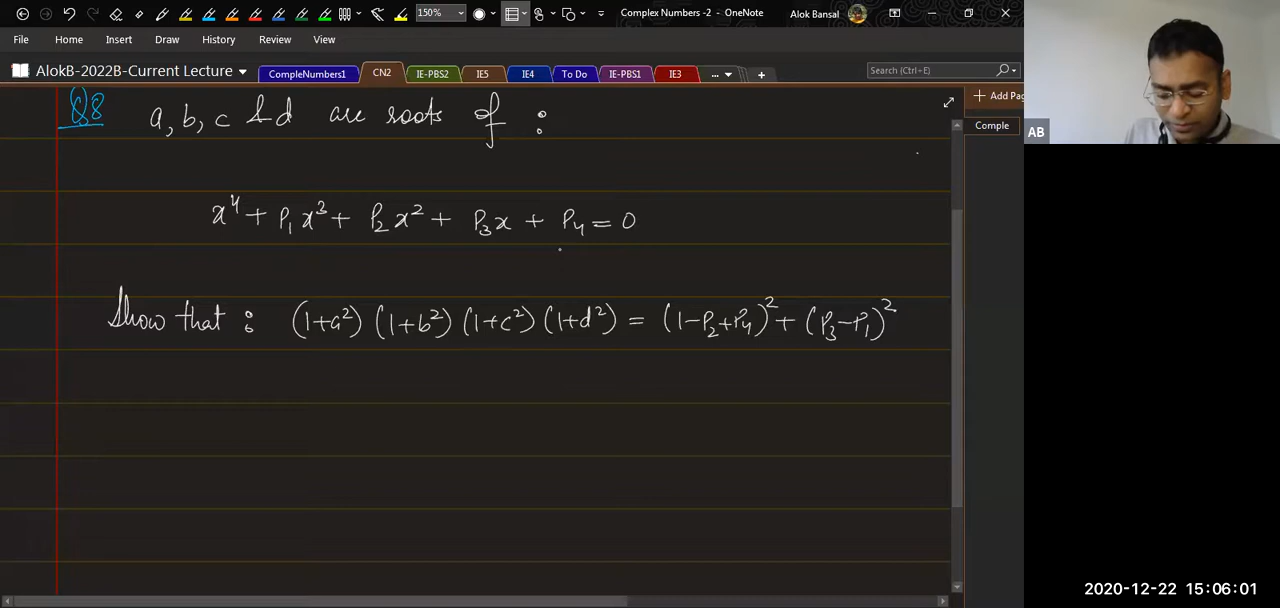 150%
Complex Numbers -2 - OneNote
Alok Bansal
File Home Insert Draw History Review View
AlokB-2022B-Current Lecture
CompleNumbers1 CN2 IE-PBS2 IE5 IE4 To Do IE-PBS1 IE3 ... +
Search (Ctrl+E)
+ Add Pag
Comple
AB
Q8 a, b, c & d are roots of :
x⁴ + P₁x³ + P₂x² + P₃x + P₄ = 0
Show that : (1+a²) (1+b²) (1+c²) (1+d²) = (1-P₂+P₄)² + (P₃-P₁)²
2020-12-22 15:06:01